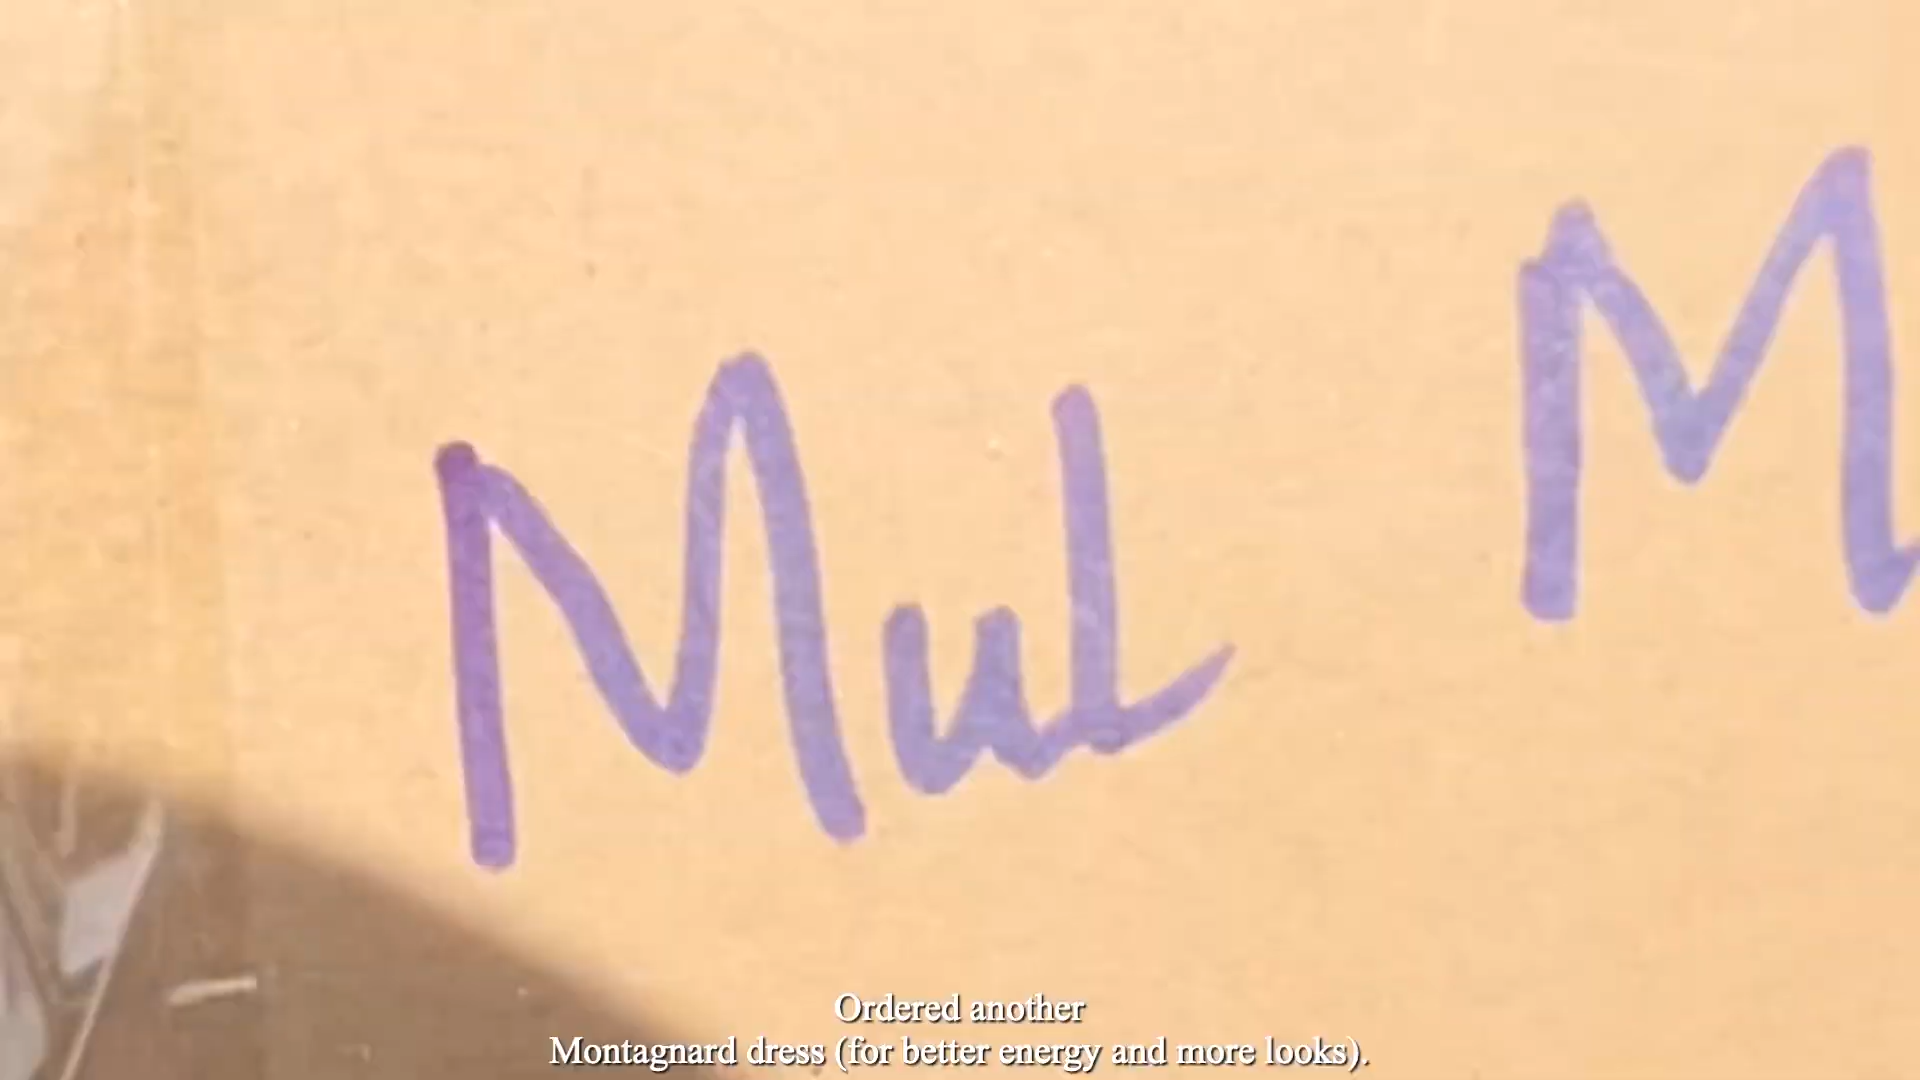 Mul M
Ordered another
Montagnard dress (for better energy and more looks).